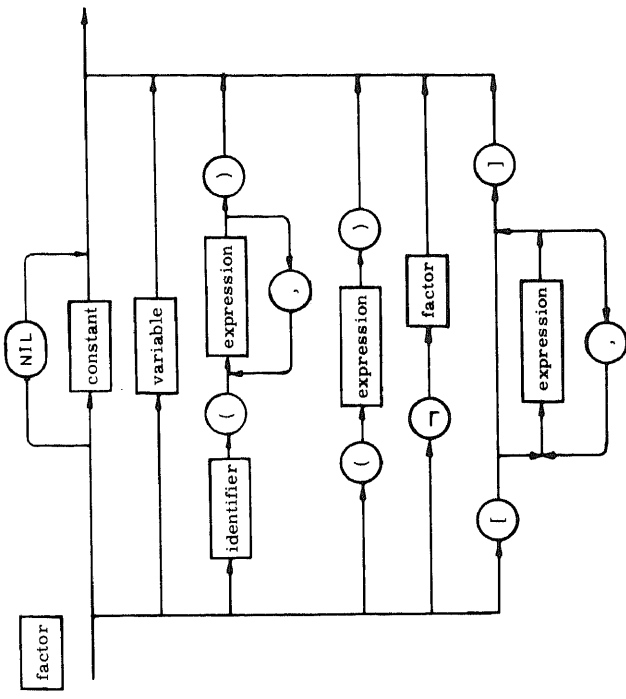 factor
NIL
constant
variable
identifier ( expression )
,
( expression )
¬ factor
[ ]
expression
,